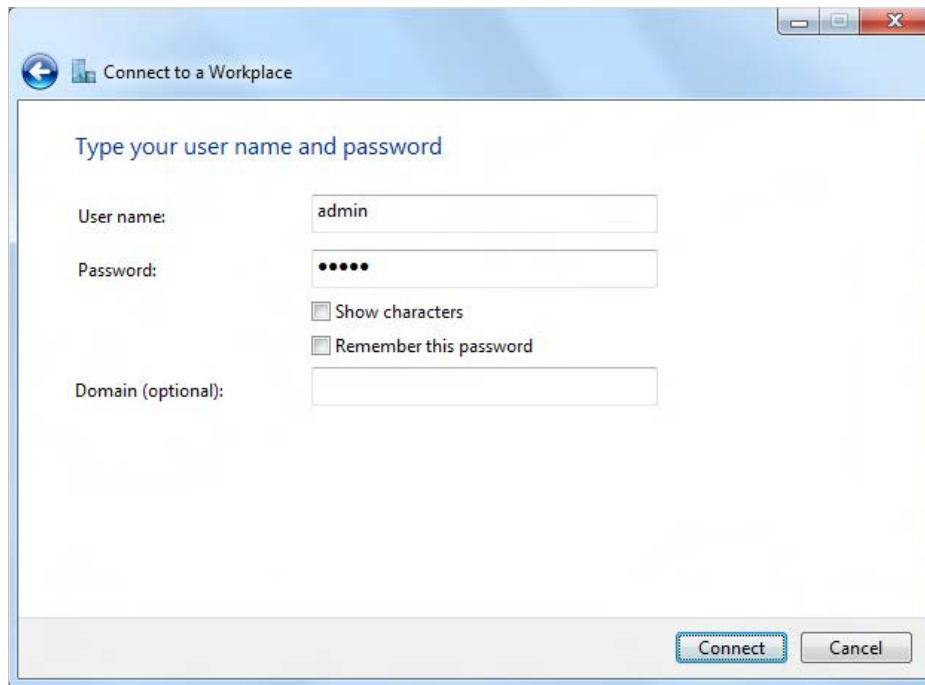 Connect to a Workplace
Type your user name and password
User name: admin
Password: •••••
Show characters
Remember this password
Domain (optional):
Connect Cancel